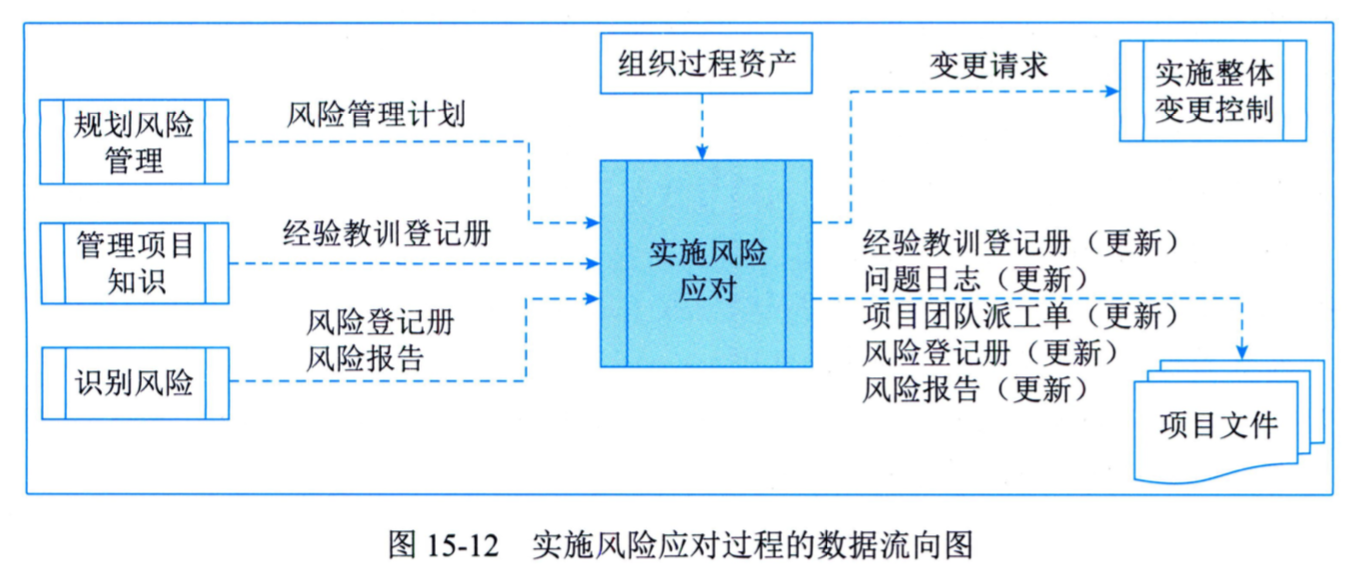 组织过程资产
变更请求
实施整体
变更控制
规划风险
管理
风险管理计划
管理项目
知识
经验教训登记册
实施风险
应对
经验教训登记册（更新）
问题日志（更新）
项目团队派工单（更新）
风险登记册（更新）
风险报告（更新）
识别风险
风险登记册
风险报告
项目文件
图 15-12 实施风险应对过程的数据流向图